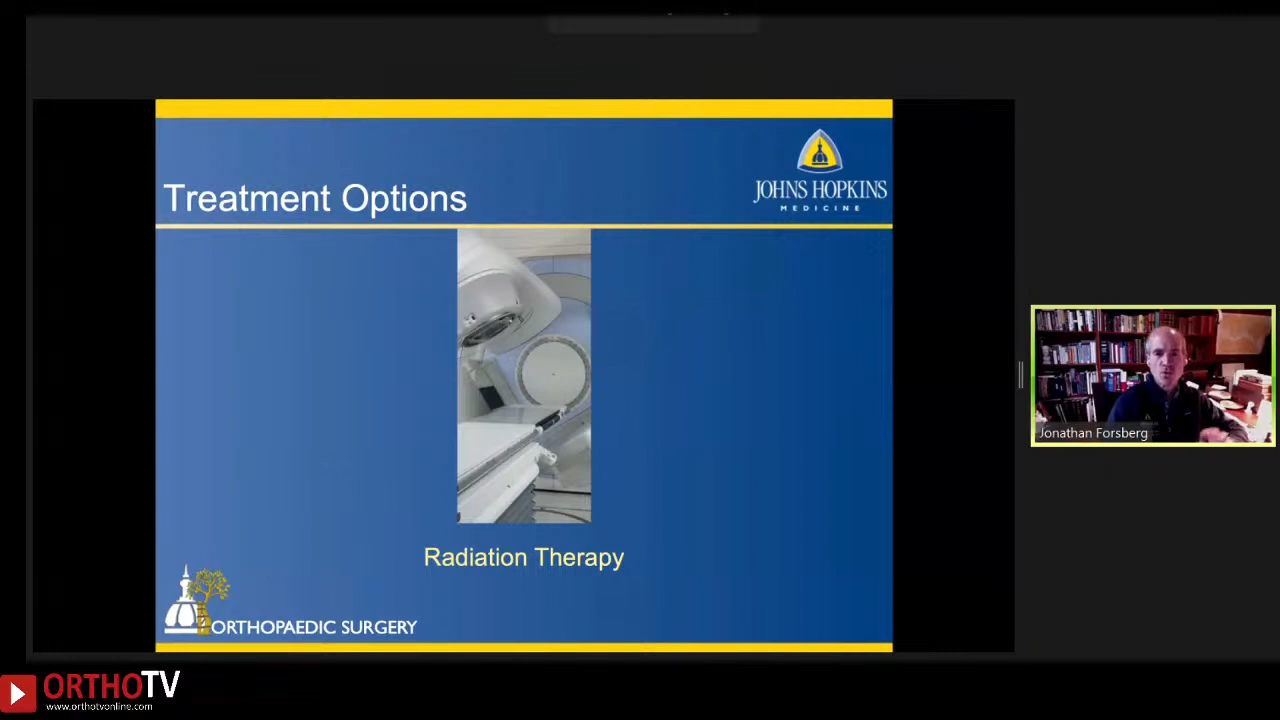 Treatment Options
JOHNS HOPKINS
MEDICINE
Radiation Therapy
ORTHOPAEDIC SURGERY
Jonathan Forsberg
ORTHOTV
www.orthotvonline.com